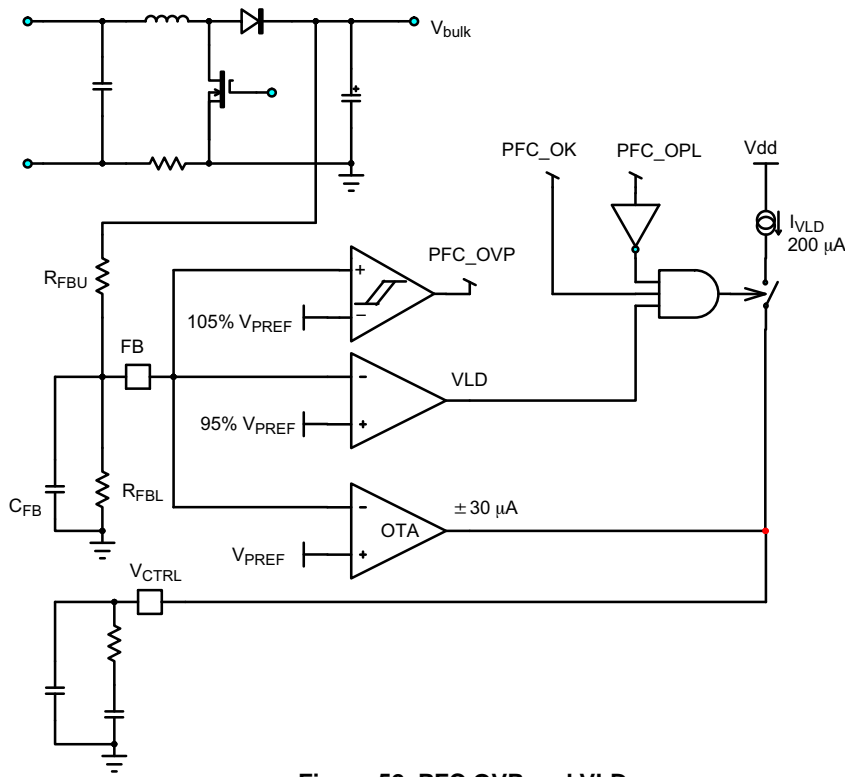 Vbulk
PFC_OK
PFC_OPL
Vdd
IVLD
200 μA
RFBU
PFC_OVP
+
105% VPREF
−
FB
-
VLD
95% VPREF
+
CFB
RFBL
-
OTA
± 30 μA
VPREF
+
VCTRL